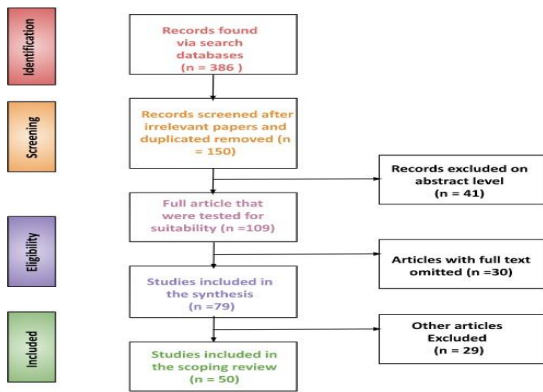 Identification
Records found
via search
databases
(n = 386 )
Screening
Records screened after
irrelevant papers and
duplicated removed (n
= 150)
Records excluded on
abstract level
(n = 41)
Full article that
were tested for
suitability (n =109)
Eligibility
Articles with full text
omitted (n =30)
Studies included in
the synthesis
(n =79)
Other articles
Excluded
(n = 29)
Included
Studies included in
the scoping review
(n = 50)